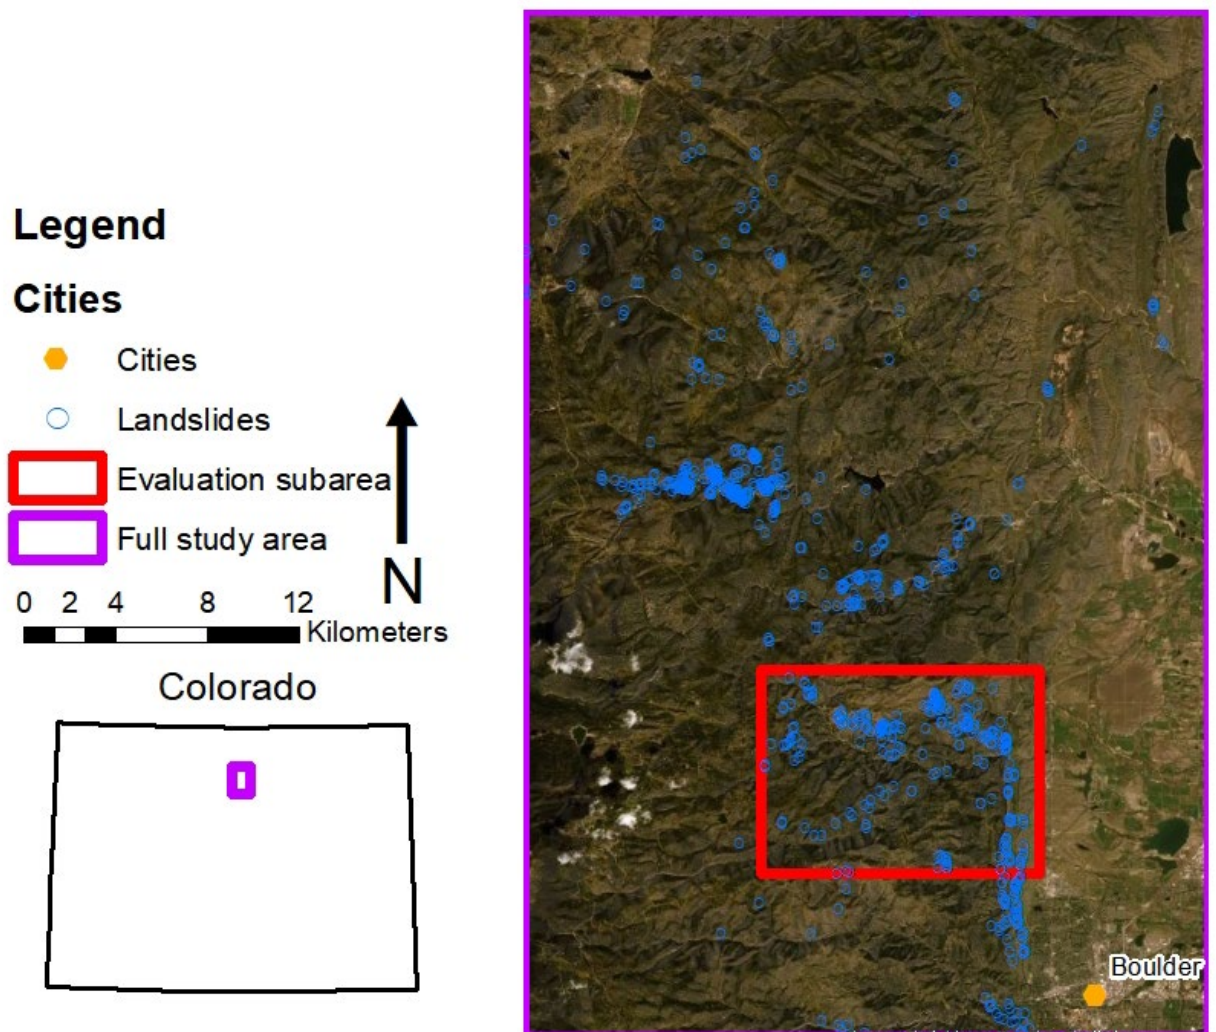 Legend
Cities
Cities
Landslides
Evaluation subarea
Full study area
N
0 2 4 8 12
Kilometers
Colorado
Boulder